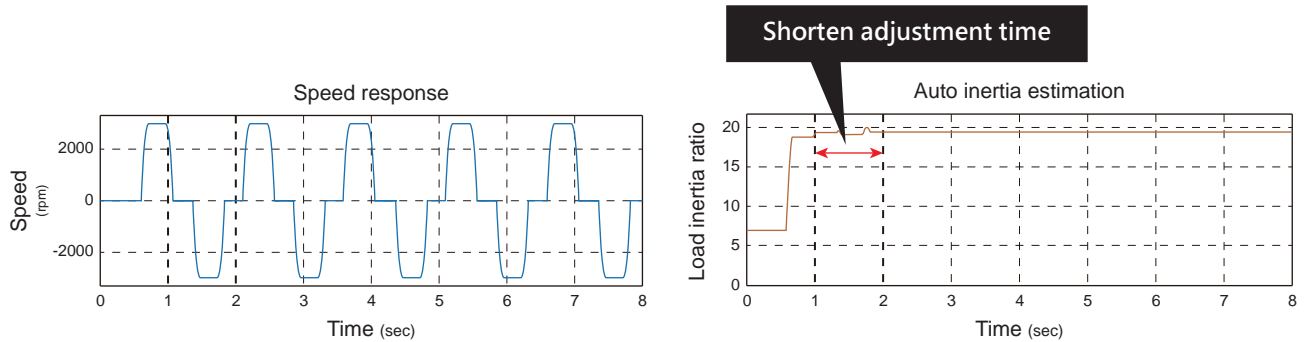 Shorten adjustment time
Speed response
2000
0
-2000
Speed
(rpm)
0 1 2 3 4 5 6 7 8
Time (sec)
Auto inertia estimation
20
15
10
5
0
Load inertia ratio
0 1 2 3 4 5 6 7 8
Time (sec)